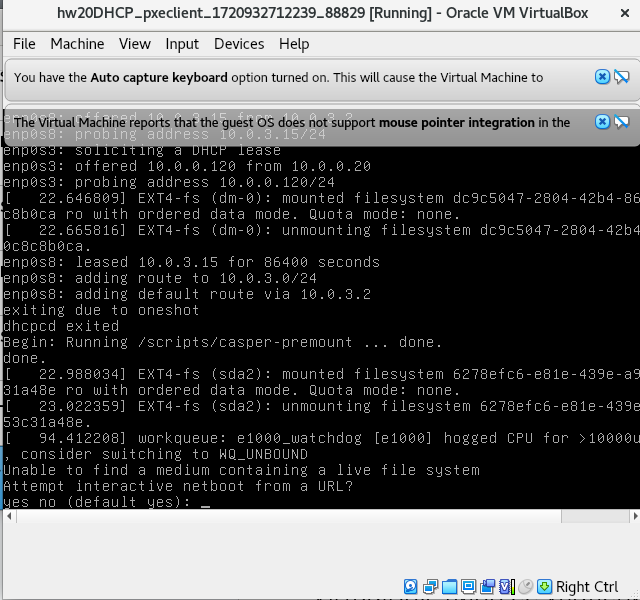 hw20DHCP_pxeclient_1720932712239_88829 [Running] - Oracle VM VirtualBox
File Machine View Input Devices Help
You have the Auto capture keyboard option turned on. This will cause the Virtual Machine to
enp0s8: offered 10.0.3.15 from 10.0.3.2
The Virtual Machine reports that the guest OS does not support mouse pointer integration in the
enp0s8: probing address 10.0.3.15/24
enp0s3: soliciting a DHCP lease
enp0s3: offered 10.0.0.120 from 10.0.0.20
enp0s3: probing address 10.0.0.120/24
[ 22.646809] EXT4-fs (dm-0): mounted filesystem dc9c5047-2804-42b4-86
c8b0ca ro with ordered data mode. Quota mode: none.
[ 22.665816] EXT4-fs (dm-0): unmounting filesystem dc9c5047-2804-42b4
0c8c8b0ca.
enp0s8: leased 10.0.3.15 for 86400 seconds
enp0s8: adding route to 10.0.3.0/24
enp0s8: adding default route via 10.0.3.2
exiting due to oneshot
dhcpcd exited
Begin: Running /scripts/casper-premount ... done.
done.
[ 22.988034] EXT4-fs (sda2): mounted filesystem 6278efc6-e81e-439e-a9
31a48e ro with ordered data mode. Quota mode: none.
[ 23.022359] EXT4-fs (sda2): unmounting filesystem 6278efc6-e81e-439e
53c31a48e.
[ 94.412208] workqueue: e1000_watchdog [e1000] hogged CPU for >10000u
, consider switching to WQ_UNBOUND
Unable to find a medium containing a live file system
Attempt interactive netboot from a URL?
yes no (default yes): _
Right Ctrl